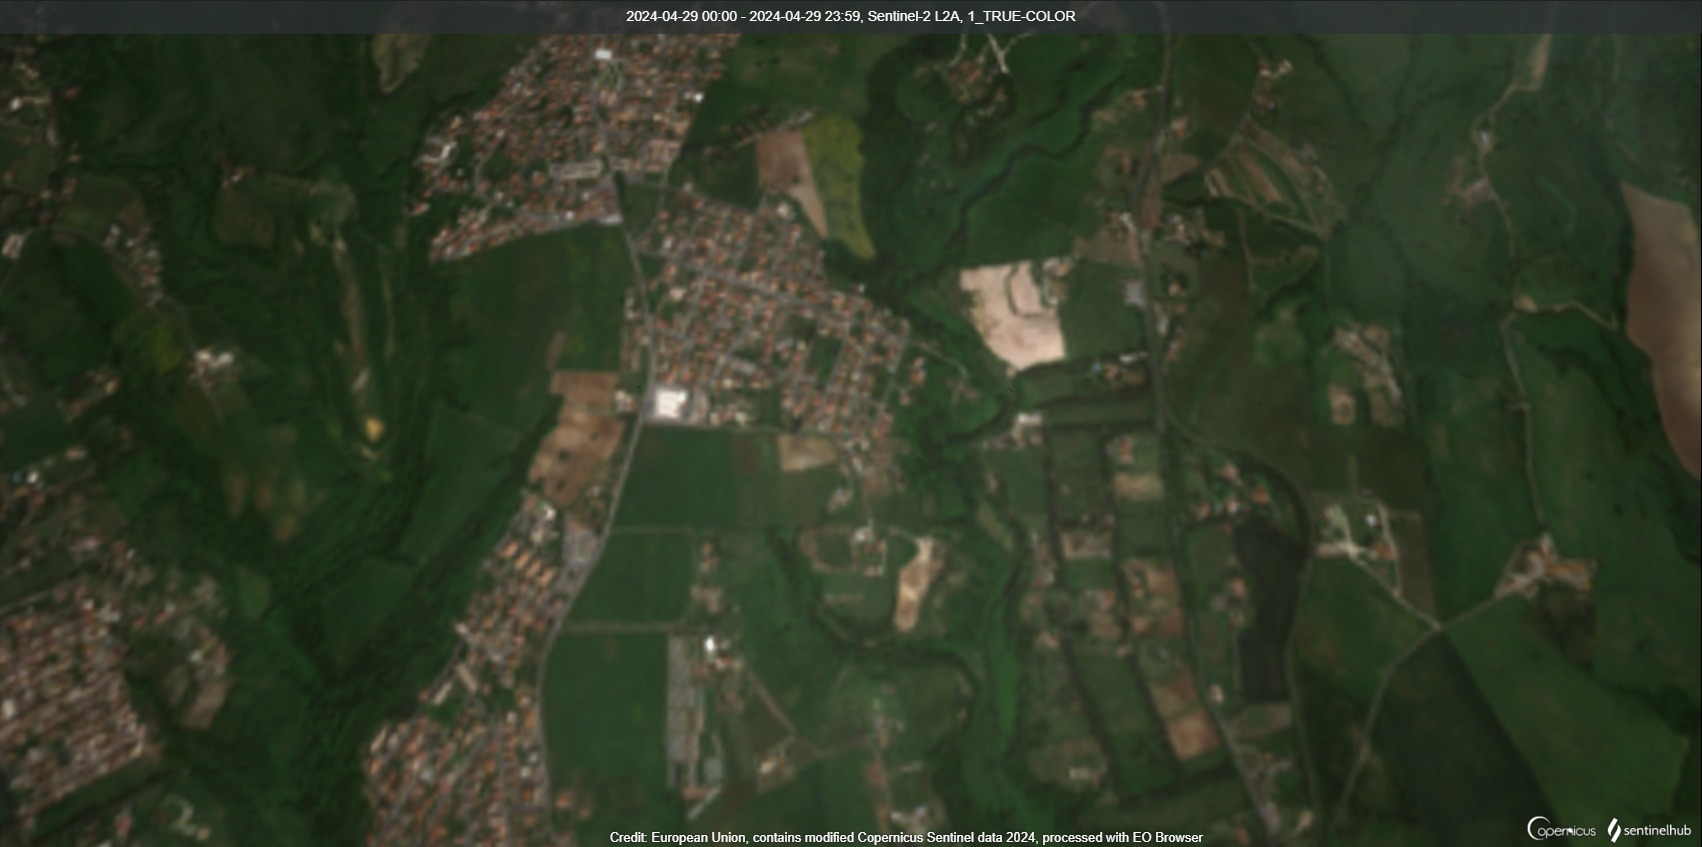 2024-04-29 00:00 - 2024-04-29 23:59, Sentinel-2 L2A, 1_TRUE-COLOR
Credit: European Union, contains modified Copernicus Sentinel data 2024, processed with EO Browser
Copernicus
sentinelhub